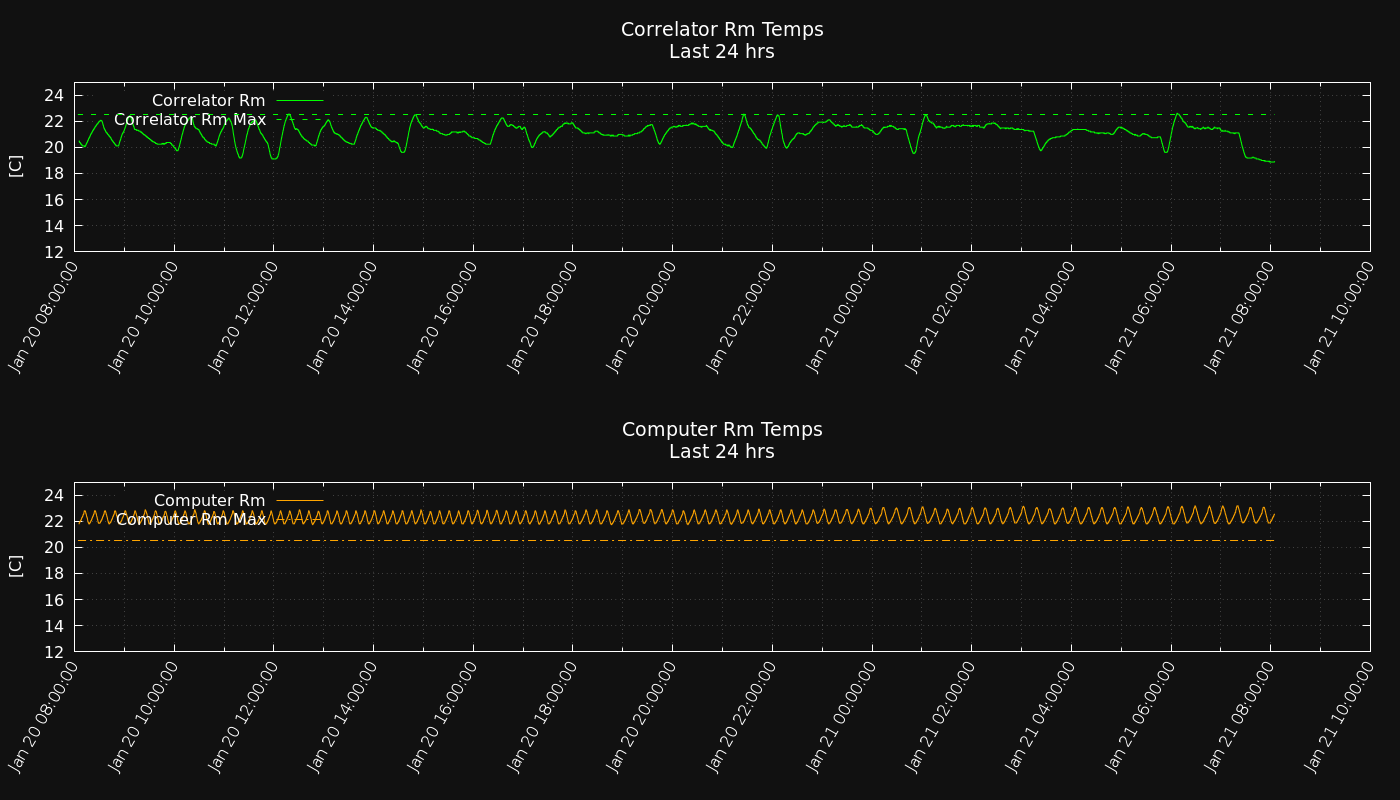 Correlator Rm Temps
Last 24 hrs
Correlator Rm
Correlator Rm Max
[C]
24
22
20
18
16
14
12
Jan 20 08:00:00
Jan 20 10:00:00
Jan 20 12:00:00
Jan 20 14:00:00
Jan 20 16:00:00
Jan 20 18:00:00
Jan 20 20:00:00
Jan 20 22:00:00
Jan 21 00:00:00
Jan 21 02:00:00
Jan 21 04:00:00
Jan 21 06:00:00
Jan 21 08:00:00
Jan 21 10:00:00
Computer Rm Temps
Last 24 hrs
Computer Rm
Computer Rm Max
[C]
24
22
20
18
16
14
12
Jan 20 08:00:00
Jan 20 10:00:00
Jan 20 12:00:00
Jan 20 14:00:00
Jan 20 16:00:00
Jan 20 18:00:00
Jan 20 20:00:00
Jan 20 22:00:00
Jan 21 00:00:00
Jan 21 02:00:00
Jan 21 04:00:00
Jan 21 06:00:00
Jan 21 08:00:00
Jan 21 10:00:00